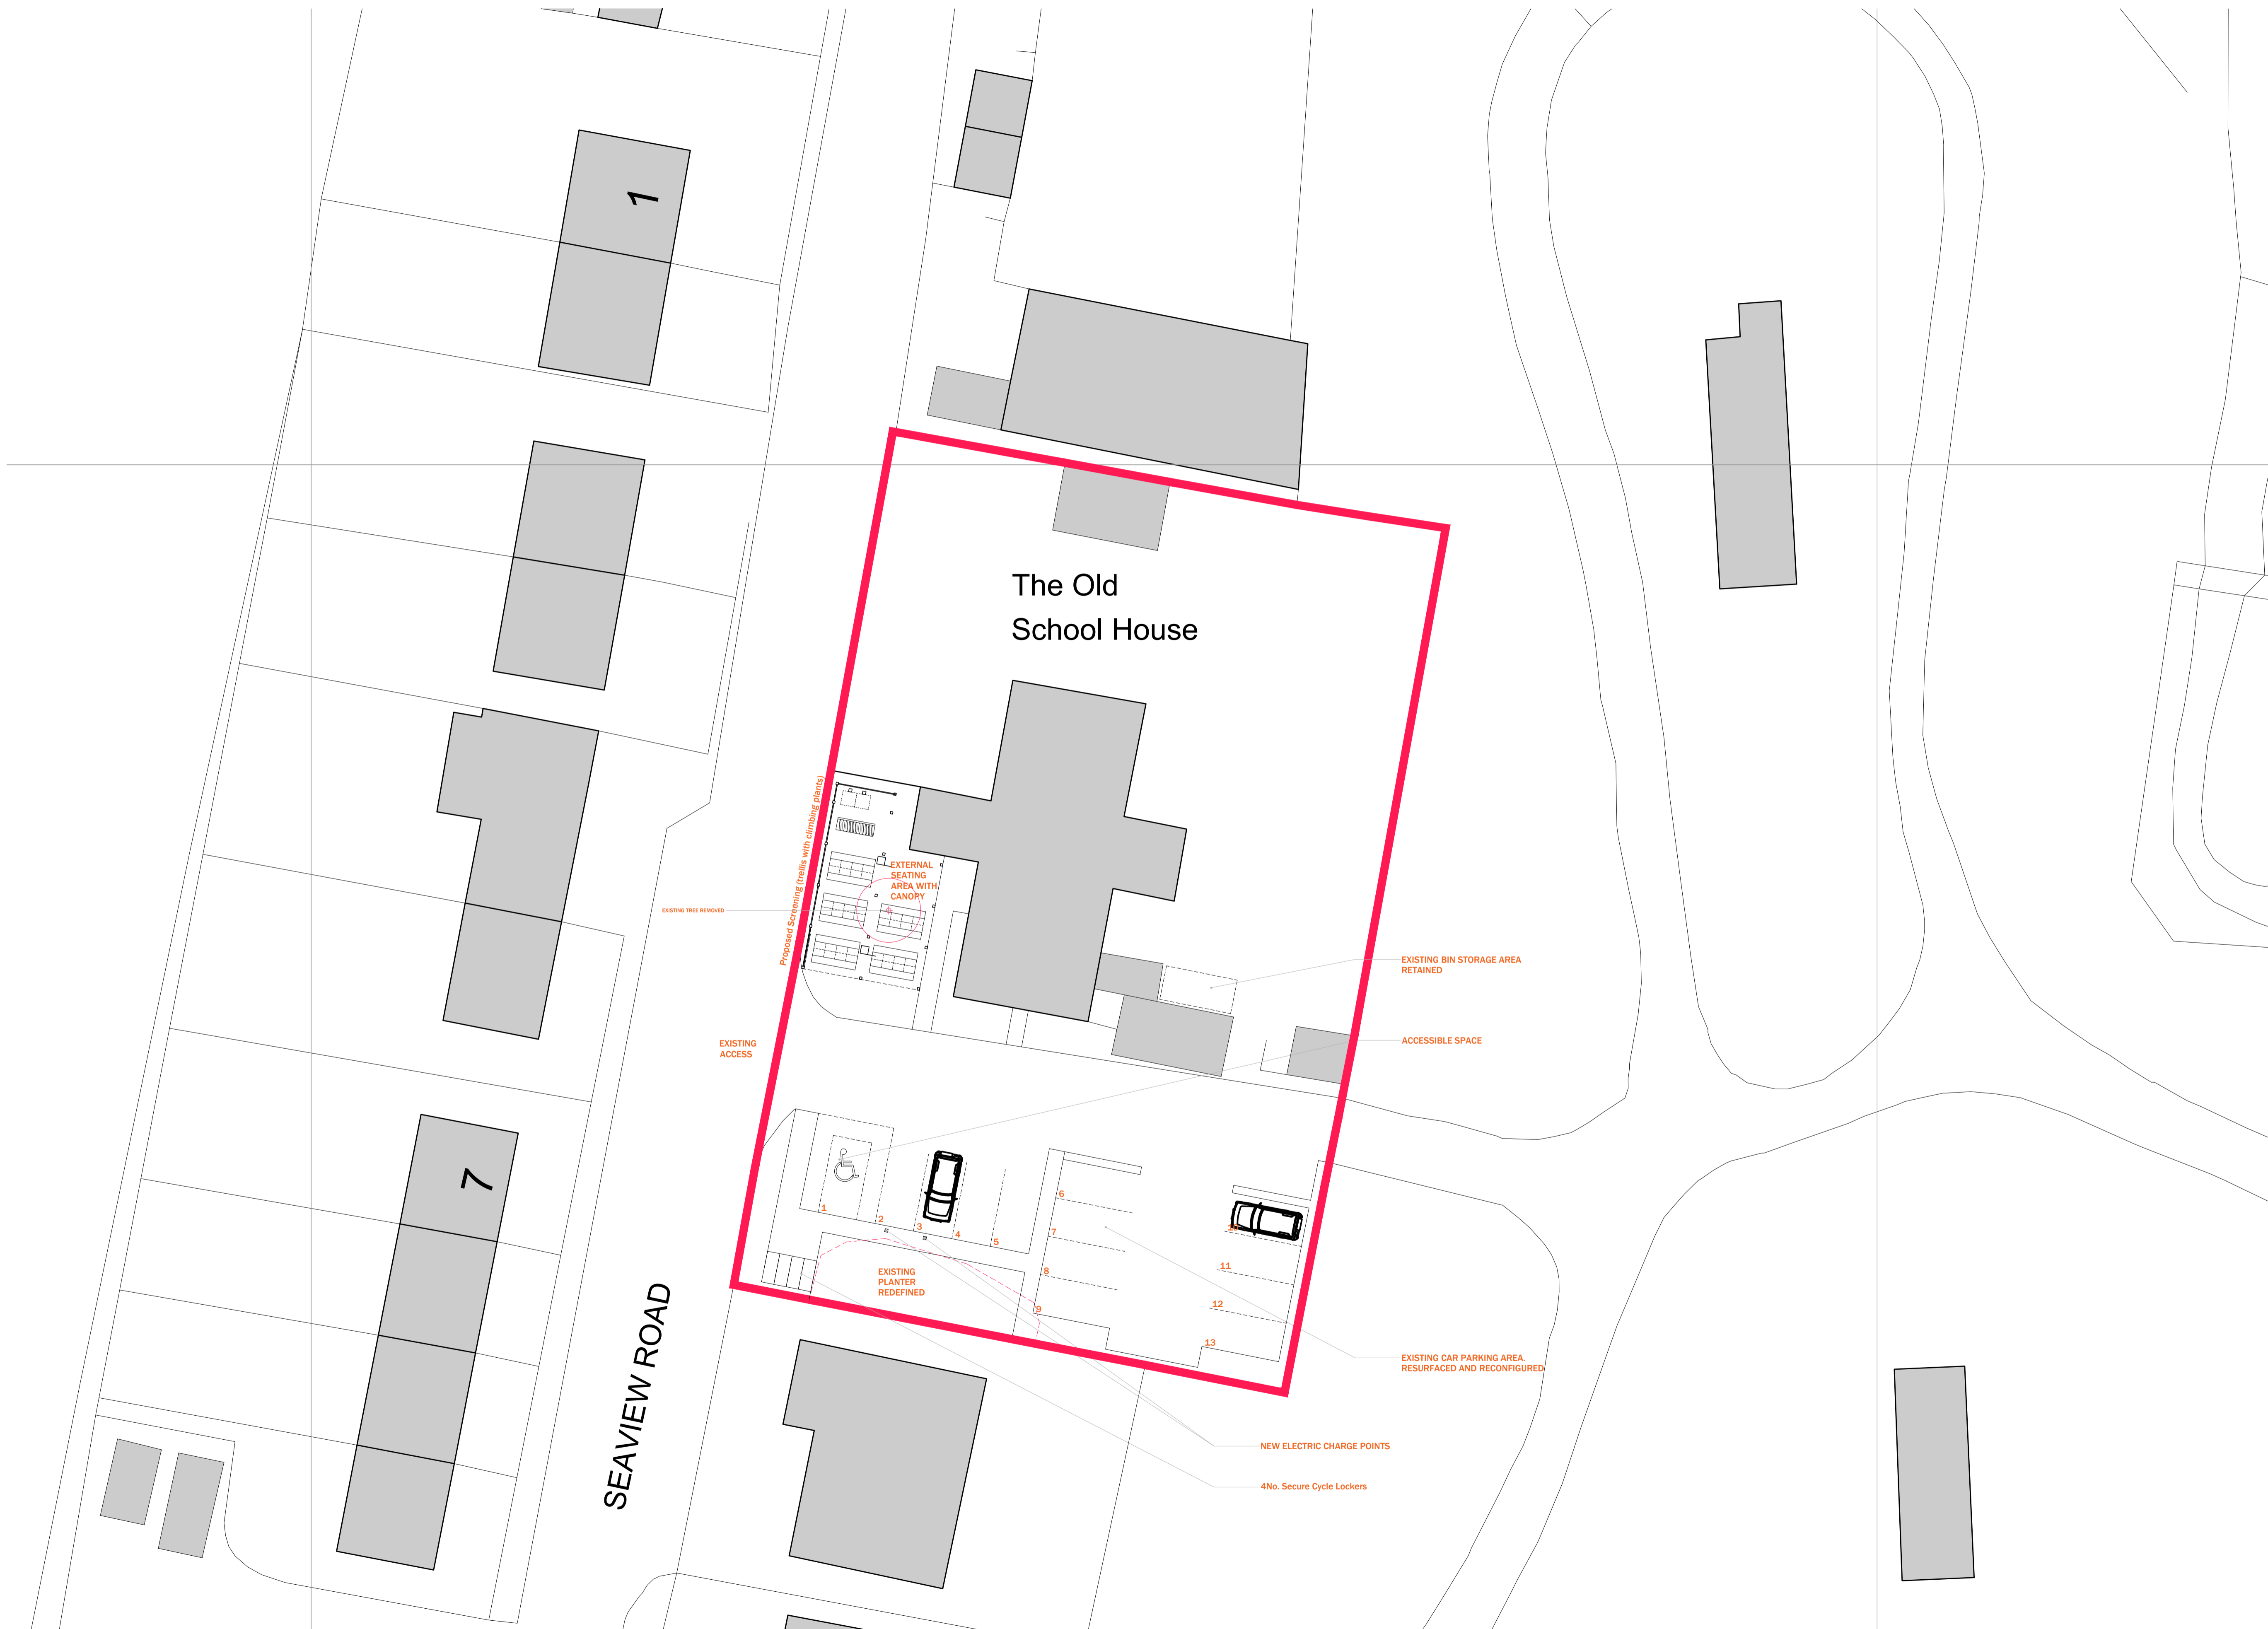 1
The Old
School House
Proposed Screening (trellis with climbing plants)
EXTERNAL
SEATING
AREA WITH
CANOPY
EXISTING TREE REMOVED
EXISTING BIN STORAGE AREA
RETAINED
EXISTING
ACCESS
ACCESSIBLE SPACE
7
1
2
3
4
5
6
7
8
9
10
11
12
13
EXISTING
PLANTER
REDEFINED
SEAVIEW ROAD
EXISTING CAR PARKING AREA.
RESURFACED AND RECONFIGURED
NEW ELECTRIC CHARGE POINTS
4No. Secure Cycle Lockers